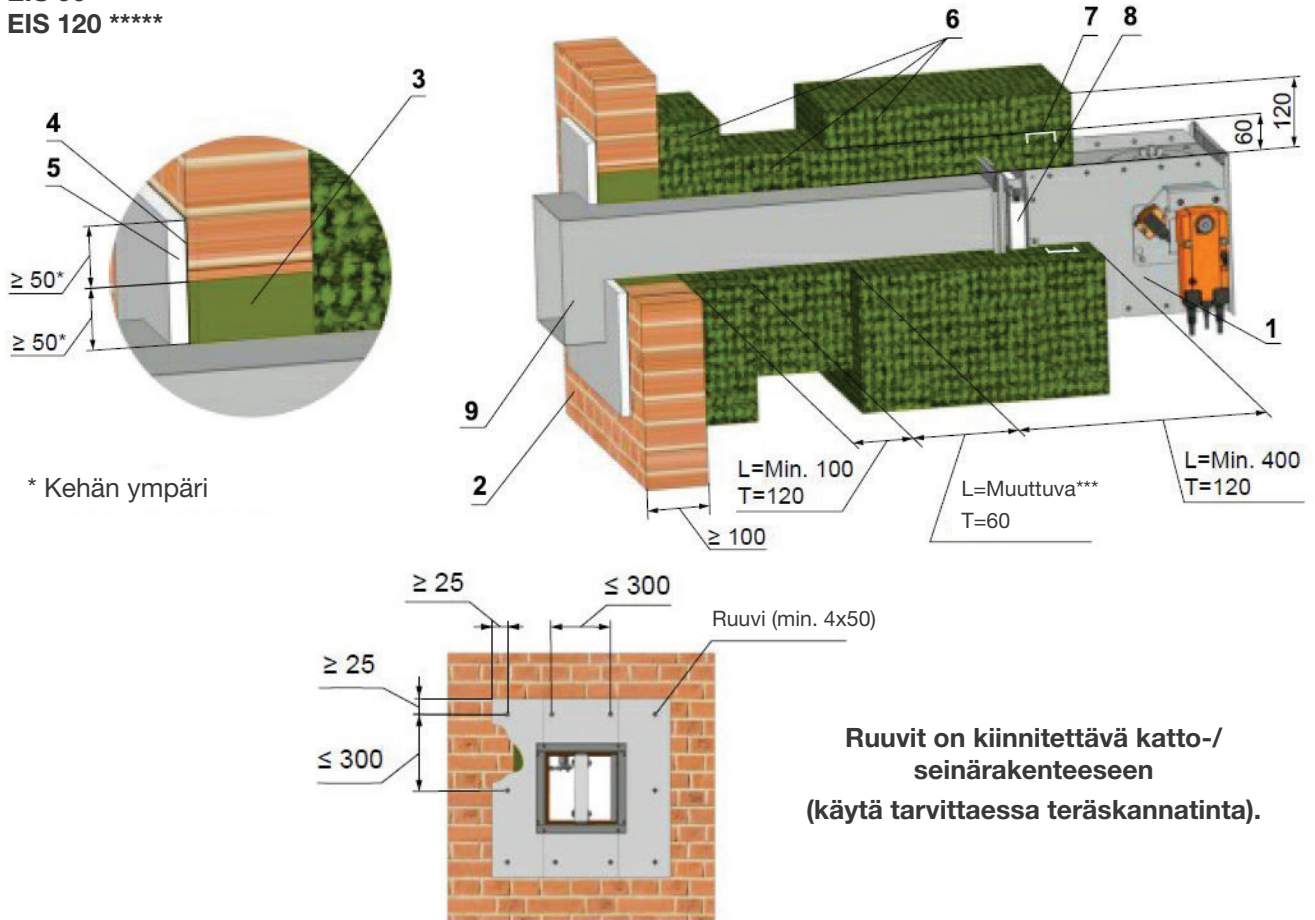 EIS 120 *****
3
4
5
≥ 50*
≥ 50*
* Kehän ympäri
6
7
8
120
60
1
9
2
≥ 100
L=Min. 100
T=120
L=Muuttuva***
T=60
L=Min. 400
T=120
≥ 25
≤ 300
Ruuvi (min. 4x50)
≥ 25
≤ 300
Ruuvit on kiinnitettävä katto-/
seinärakenteeseen
(käytä tarvittaessa teräskannatinta).